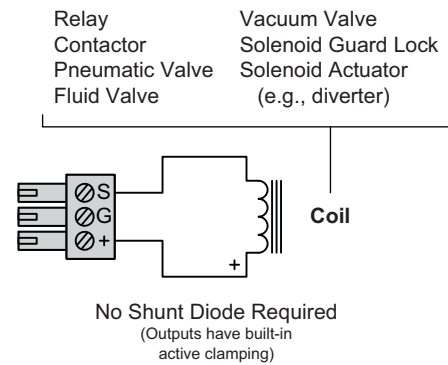 Relay
Contactor
Pneumatic Valve
Fluid Valve
Vacuum Valve
Solenoid Guard Lock
Solenoid Actuator
(e.g., diverter)
S
G
+
Coil
+
No Shunt Diode Required
(Outputs have built-in
active clamping)